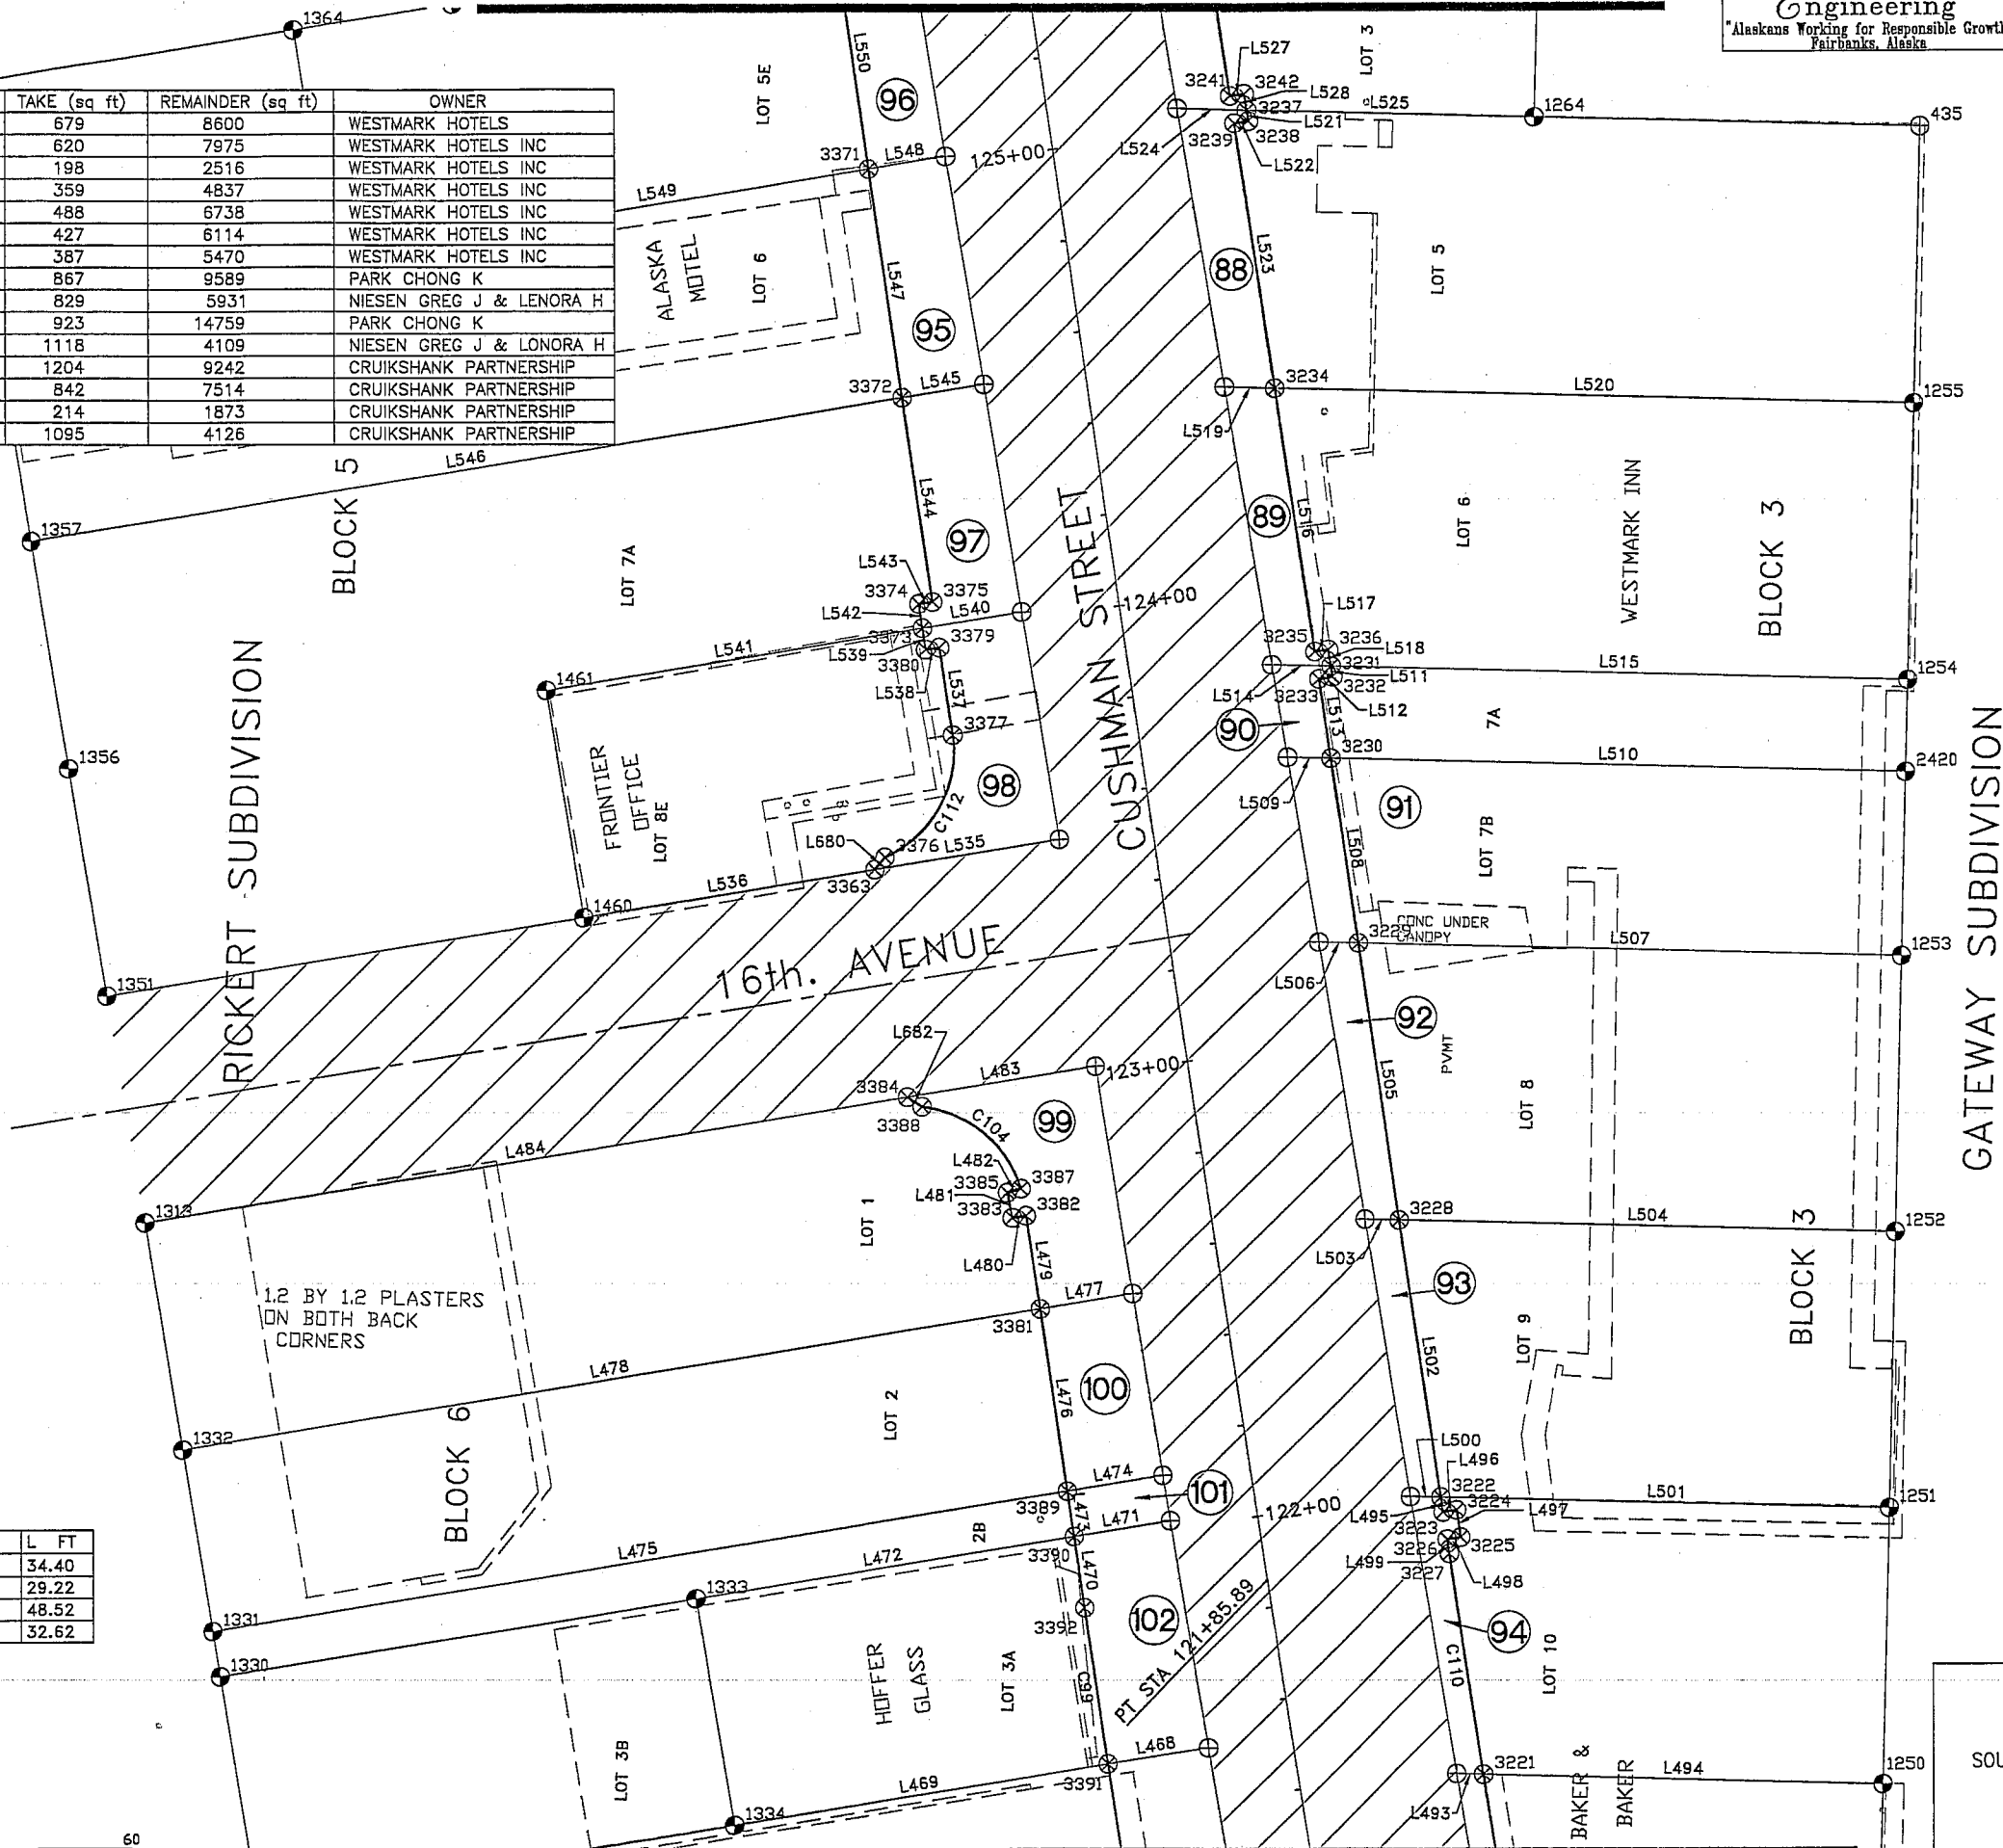 Engineering
"Alaskans Working for Responsible Growth
Fairbanks, Alaska
TAKE (sq ft) REMAINDER (sq ft) OWNER
679 8600 WESTMARK HOTELS
620 7975 WESTMARK HOTELS INC
198 2516 WESTMARK HOTELS INC
359 4837 WESTMARK HOTELS INC
488 6738 WESTMARK HOTELS INC
427 6114 WESTMARK HOTELS INC
387 5470 WESTMARK HOTELS INC
867 9589 PARK CHONG K
829 5931 NIESEN GREG J & LENORA H
923 14759 PARK CHONG K
1118 4109 NIESEN GREG J & LONORA H
1204 9242 CRUIKSHANK PARTNERSHIP
842 7514 CRUIKSHANK PARTNERSHIP
214 1873 CRUIKSHANK PARTNERSHIP
1095 4126 CRUIKSHANK PARTNERSHIP
1364
L550
96
LOT 5E
L527
3241
3242
L528
3237
L525
LOT 3
1264
435
L521
3238
3239
L524
L522
3371
L548
125+00
L549
ALASKA
MOTEL
LOT 6
L547
95
88
L523
LOT 5
3372
L545
3234
L520
1255
L519
L546
BLOCK 5
1357
L544
97
89
L516
LOT 6
WESTMARK INN
BLOCK 3
LOT 7A
L543
3374
3375
L542
L540
124+00
3373
3379
L541
L539
3380
L538
L537
L517
3235
3236
L518
3231
L515
1254
L511
3232
L514
3233
L512
L513
90
7A
1461
3377
3230
L510
2420
1356
FRONTIER
OFFICE
LOT 8E
98
C112
L509
91
L508
LOT 7B
L680
3376
L535
3363
L536
1460
CUSHMAN STREET
RICKERT SUBDIVISION
GATEWAY SUBDIVISION
CONC UNDER
CANOPY
3229
L507
1253
L506
1351
16th. AVENUE
92
PVMT
L505
LOT 8
L682
3384
L483
123+00
3388
C104
99
L484
L482
3385
3387
L481
3383
3382
L480
L479
L477
LOT 1
1313
3228
L504
1252
L503
93
BLOCK 3
1.2 BY 1.2 PLASTERS
ON BOTH BACK
CORNERS
3381
L478
L476
100
LOT 2
L502
LOT 9
1332
BLOCK 6
L474
3389
101
L473
L471
122+00
L500
L496
3222
L501
1251
3224
L497
L495
3223
3225
3226
L499
3227
L498
L475
L472
2B
3390
L470
1333
3392
102
PT STA 121+85.89
94
L FT
34.40
29.22
48.52
32.62
1331
1330
HOFFER
GLASS
LOT 3A
C99
C110
LOT 10
LOT 3B
L468
3391
L469
1334
3221
L494
1250
L493
BAKER &
BAKER
SOU
60